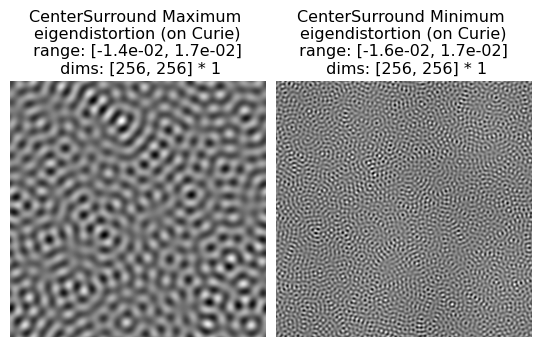 CenterSurround Maximum
eigendistortion (on Curie)
range: [-1.4e-02, 1.7e-02]
dims: [256, 256] * 1
CenterSurround Minimum
eigendistortion (on Curie)
range: [-1.6e-02, 1.7e-02]
dims: [256, 256] * 1